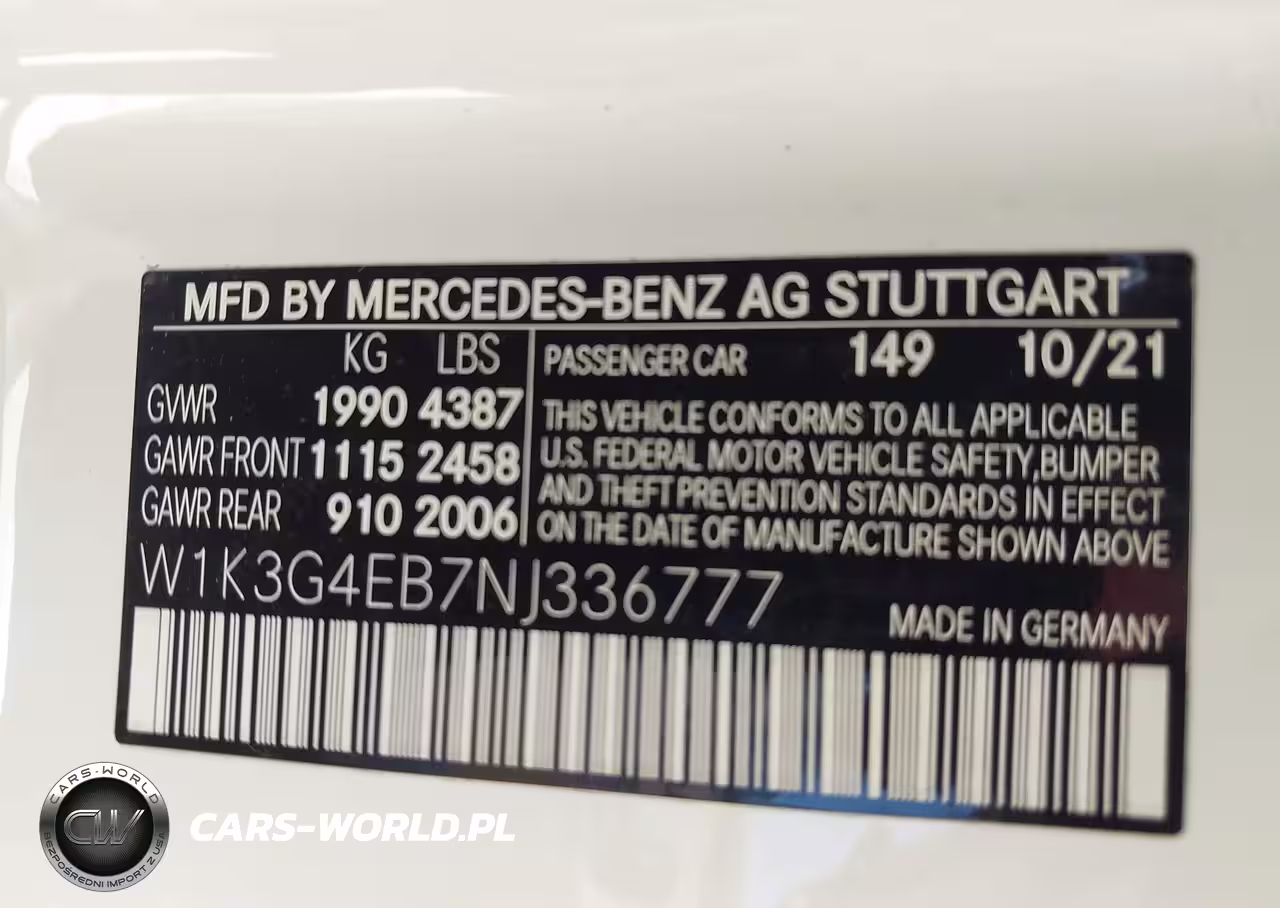 MFD BY MERCEDES-BENZ AG STUTTGART
KG LBS
GVWR 1990 4387
GAWR FRONT 1115 2458
GAWR REAR 910 2006
PASSENGER CAR 149 10/21
THIS VEHICLE CONFORMS TO ALL APPLICABLE
U.S. FEDERAL MOTOR VEHICLE SAFETY,BUMPER
AND THEFT PREVENTION STANDARDS IN EFFECT
ON THE DATE OF MANUFACTURE SHOWN ABOVE
W1K3G4EB7NJ336777
MADE IN GERMANY
CARS-WORLD
CW
BEZPOŚREDNI IMPORT Z USA
CARS-WORLD.PL